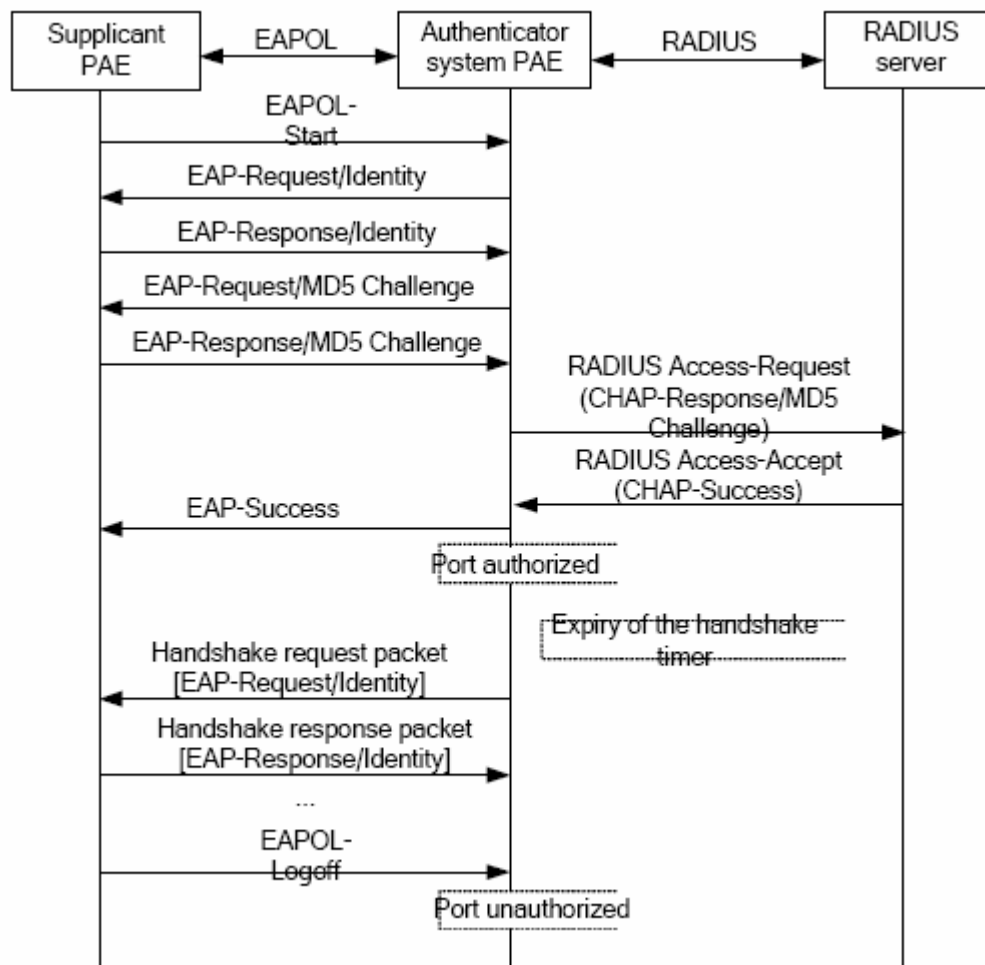 Supplicant
PAE
EAPOL
Authenticator
system PAE
RADIUS
RADIUS
server
EAPOL-
Start
EAP-Request/Identity
EAP-Response/Identity
EAP-Request/MD5 Challenge
EAP-Response/MD5 Challenge
RADIUS Access-Request
(CHAP-Response/MD5
Challenge)
RADIUS Access-Accept
(CHAP-Success)
EAP-Success
Port authorized
Expiry of the handshake
timer
Handshake request packet
[EAP-Request/Identity]
Handshake response packet
[EAP-Response/Identity]
...
EAPOL-
Logoff
Port unauthorized